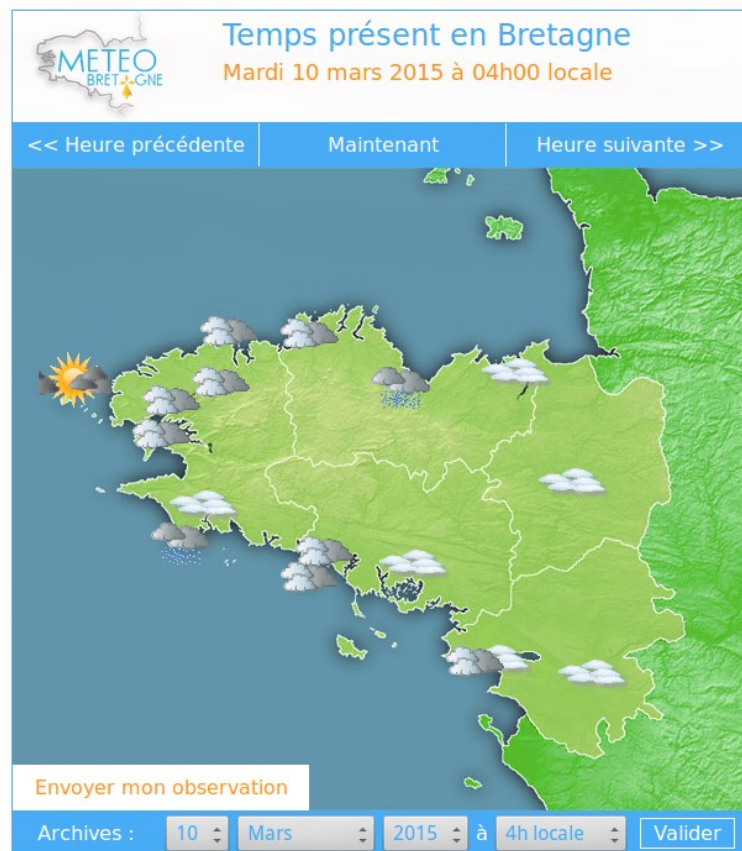 METEO
BRETAGNE
Temps présent en Bretagne
Mardi 10 mars 2015 à 04h00 locale
<< Heure précédente Maintenant Heure suivante >>
Envoyer mon observation
Archives : 10 Mars 2015 à 4h locale Valider